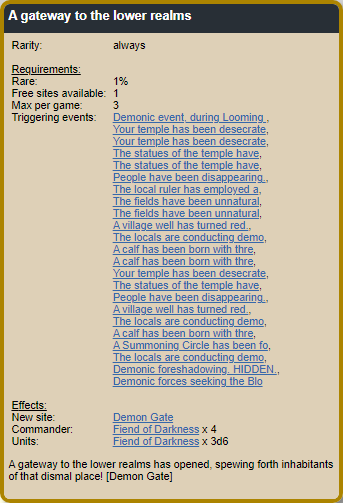 A gateway to the lower realms
Rarity: always
Requirements:
Rare: 1%
Free sites available: 1
Max per game: 3
Triggering events: Demonic event, during Looming ,
Your temple has been desecrate,
Your temple has been desecrate,
The statues of the temple have,
The statues of the temple have,
People have been disappearing.,
The local ruler has employed a,
The fields have been unnatural,
The fields have been unnatural,
A village well has turned red.,
The locals are conducting demo,
A calf has been born with thre,
A calf has been born with thre,
Your temple has been desecrate,
The statues of the temple have,
People have been disappearing.,
A village well has turned red.,
The locals are conducting demo,
A calf has been born with thre,
A Summoning Circle has been fo,
The locals are conducting demo,
Demonic foreshadowing. HIDDEN.,
Demonic forces seeking the Blo
Effects:
New site: Demon Gate
Commander: Fiend of Darkness x 4
Units: Fiend of Darkness x 3d6
A gateway to the lower realms has opened, spewing forth inhabitants
of that dismal place! [Demon Gate]